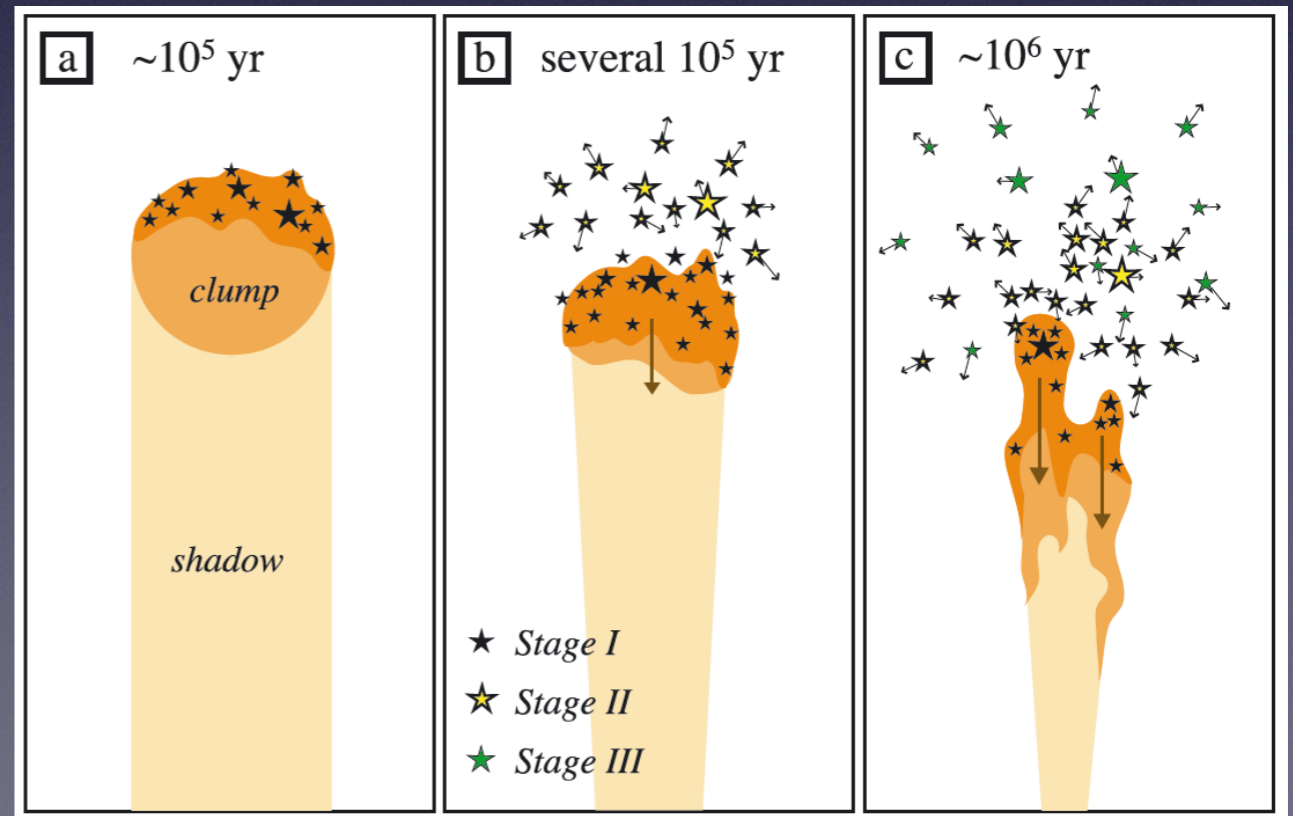 a ~10⁵ yr
clump
shadow
b several 10⁵ yr
Stage I
Stage II
Stage III
c ~10⁶ yr